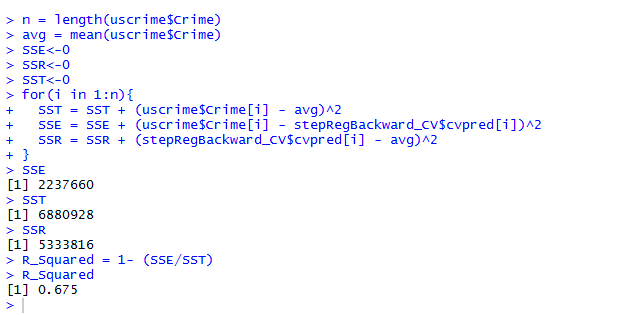 > n = length(uscrime$Crime)
> avg = mean(uscrime$Crime)
> SSE<-0
> SSR<-0
> SST<-0
> for(i in 1:n){
+   SST = SST + (uscrime$Crime[i] - avg)^2
+   SSE = SSE + (uscrime$Crime[i] - stepRegBackward_CV$cvpred[i])^2
+   SSR = SSR + (stepRegBackward_CV$cvpred[i] - avg)^2
+ }
> SSE
[1] 2237660
> SST
[1] 6880928
> SSR
[1] 5333816
> R_Squared = 1- (SSE/SST)
> R_Squared
[1] 0.675
>